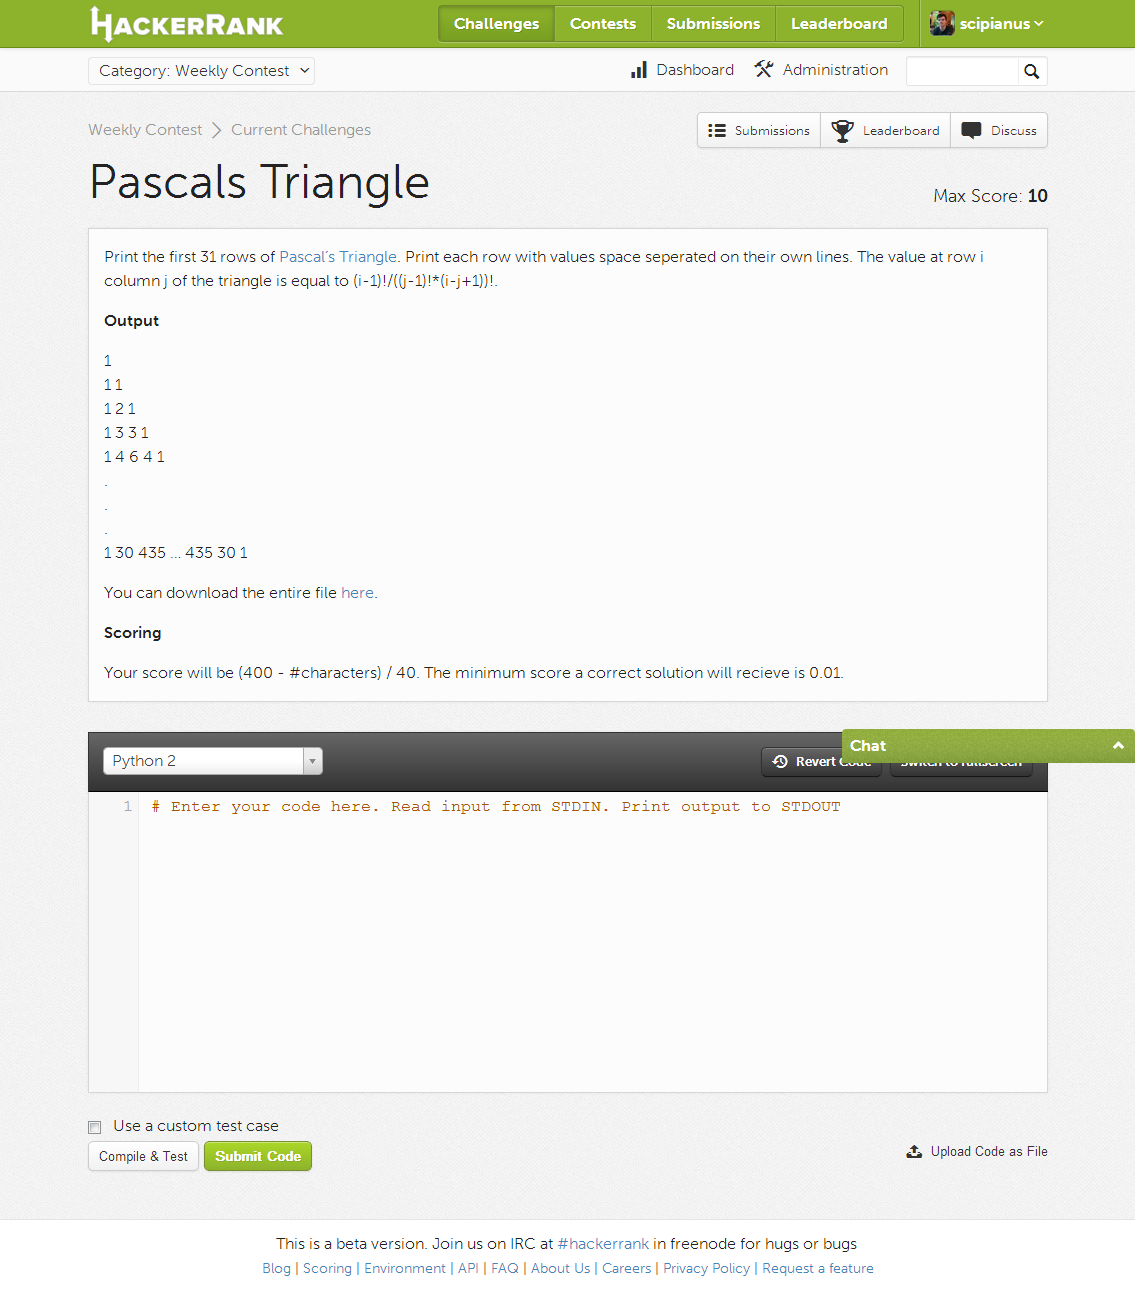 HACKERRANK
Challenges Contests Submissions Leaderboard scipianus
Category: Weekly Contest Dashboard Administration
Weekly Contest Current Challenges Submissions Leaderboard Discuss
Pascals Triangle
Max Score: 10
Print the first 31 rows of Pascal's Triangle. Print each row with values space seperated on their own lines. The value at row i
column j of the triangle is equal to (i-1)!/((j-1)!*(i-j+1))!.
Output
1
1 1
1 2 1
1 3 3 1
1 4 6 4 1
.
.
.
1 30 435 ... 435 30 1
You can download the entire file here.
Scoring
Your score will be (400 - #characters) / 40. The minimum score a correct solution will recieve is 0.01.
Chat
Python 2 Revert Code Switch to fullscreen
1 # Enter your code here. Read input from STDIN. Print output to STDOUT
Use a custom test case
Compile & Test Submit Code Upload Code as File
This is a beta version. Join us on IRC at #hackerrank in freenode for hugs or bugs
Blog | Scoring | Environment | API | FAQ | About Us | Careers | Privacy Policy | Request a feature